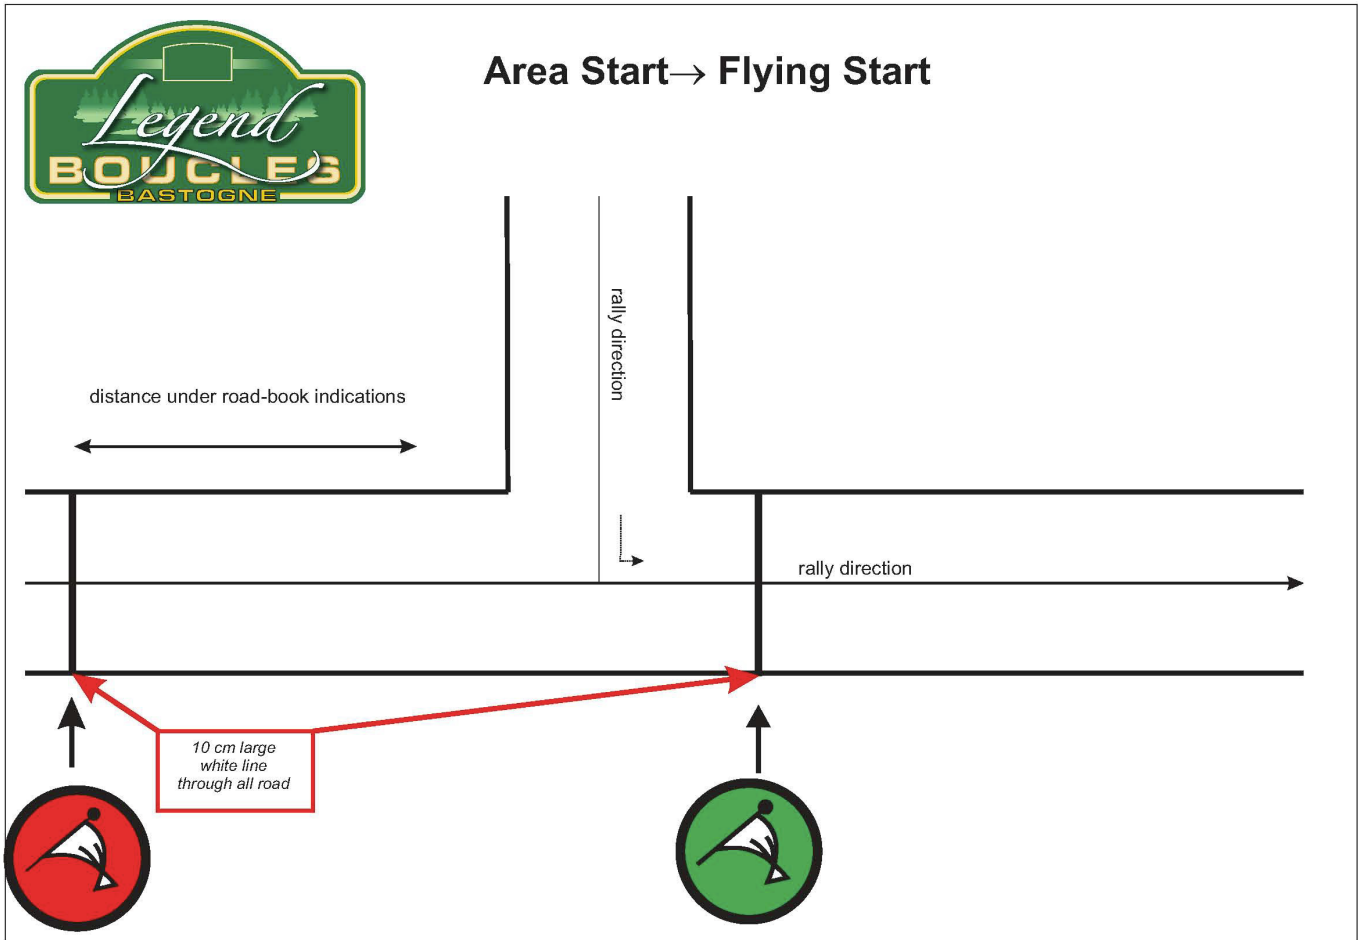 Legend
BOUCLES
BASTOGNE
Area Start→ Flying Start
rally direction
distance under road-book indications
rally direction
10 cm large
white line
through all road